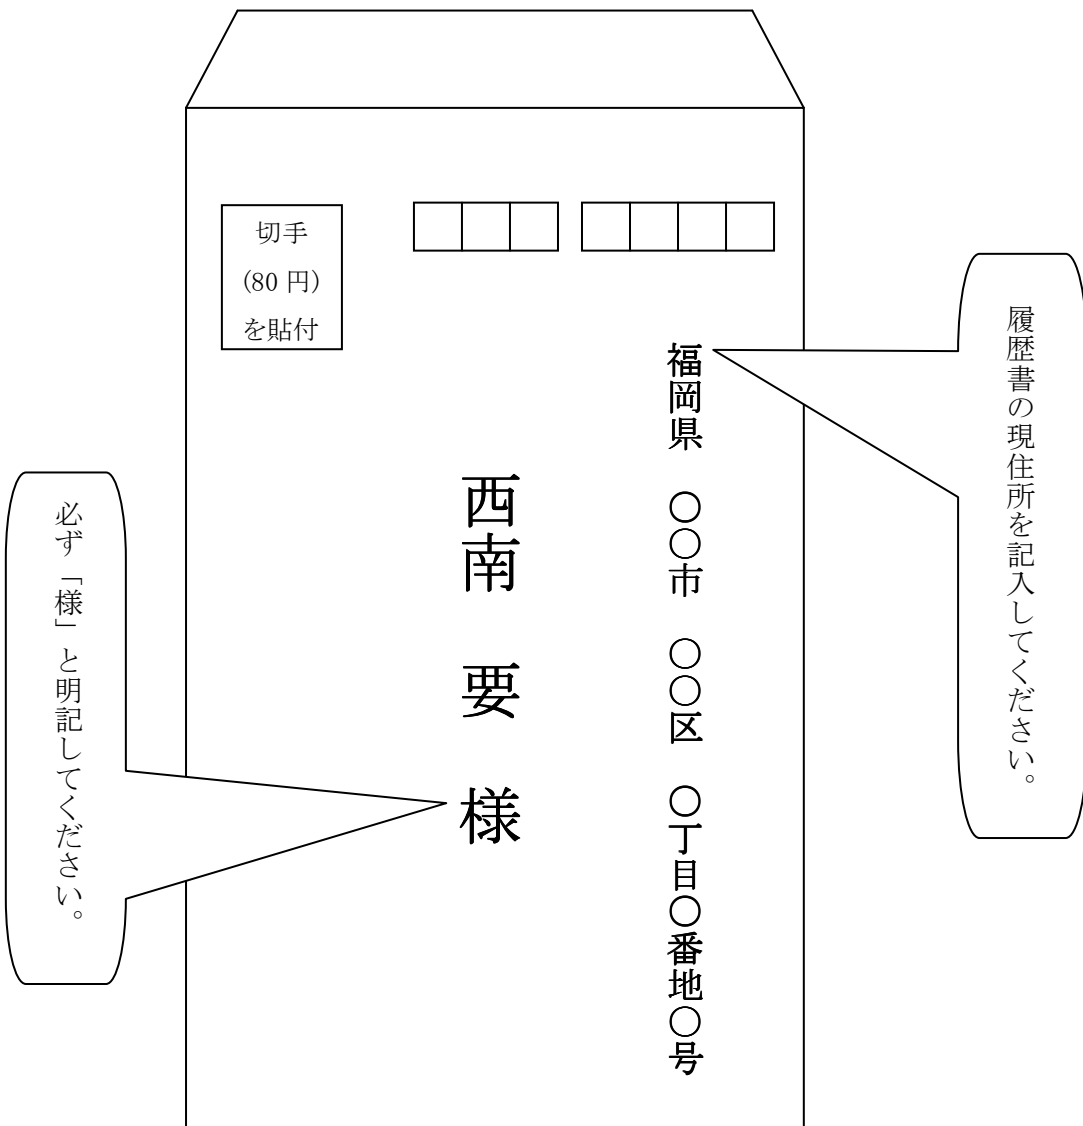 切手
(80 円)
を貼付
履歴書の現住所を記入してください。
福岡県　○○市　○○区　○丁目○番地○号
西南　要　様
必ず「様」と明記してください。